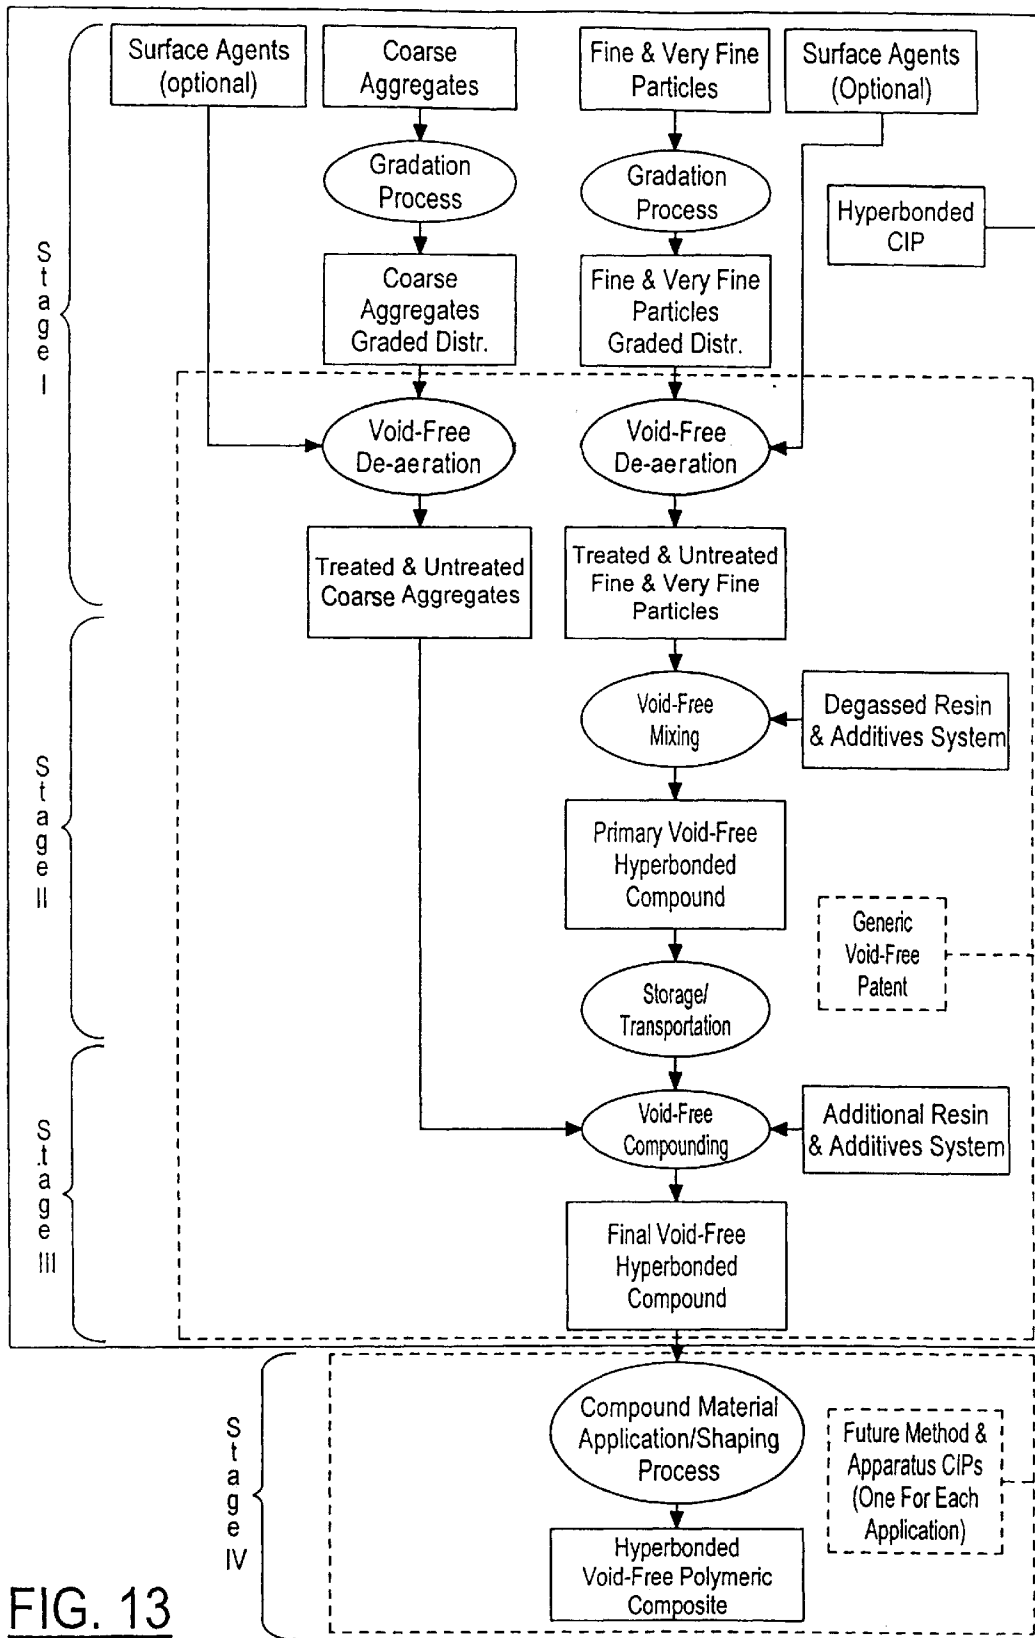 Surface Agents
(optional)
Coarse
Aggregates
Fine & Very Fine
Particles
Surface Agents
(Optional)
Gradation
Process
Gradation
Process
Hyperbonded
CIP
Stage I
Coarse
Aggregates
Graded Distr.
Fine & Very Fine
Particles
Graded Distr.
Void-Free
De-aeration
Void-Free
De-aeration
Treated & Untreated
Coarse Aggregates
Treated & Untreated
Fine & Very Fine
Particles
Stage II
Void-Free
Mixing
Degassed Resin
& Additives System
Primary Void-Free
Hyperbonded
Compound
Generic
Void-Free
Patent
Storage/
Transportation
Stage III
Void-Free
Compounding
Additional Resin
& Additives System
Final Void-Free
Hyperbonded
Compound
Stage IV
Compound Material
Application/Shaping
Process
Future Method &
Apparatus CIPs
(One For Each
Application)
Hyperbonded
Void-Free Polymeric
Composite
FIG. 13